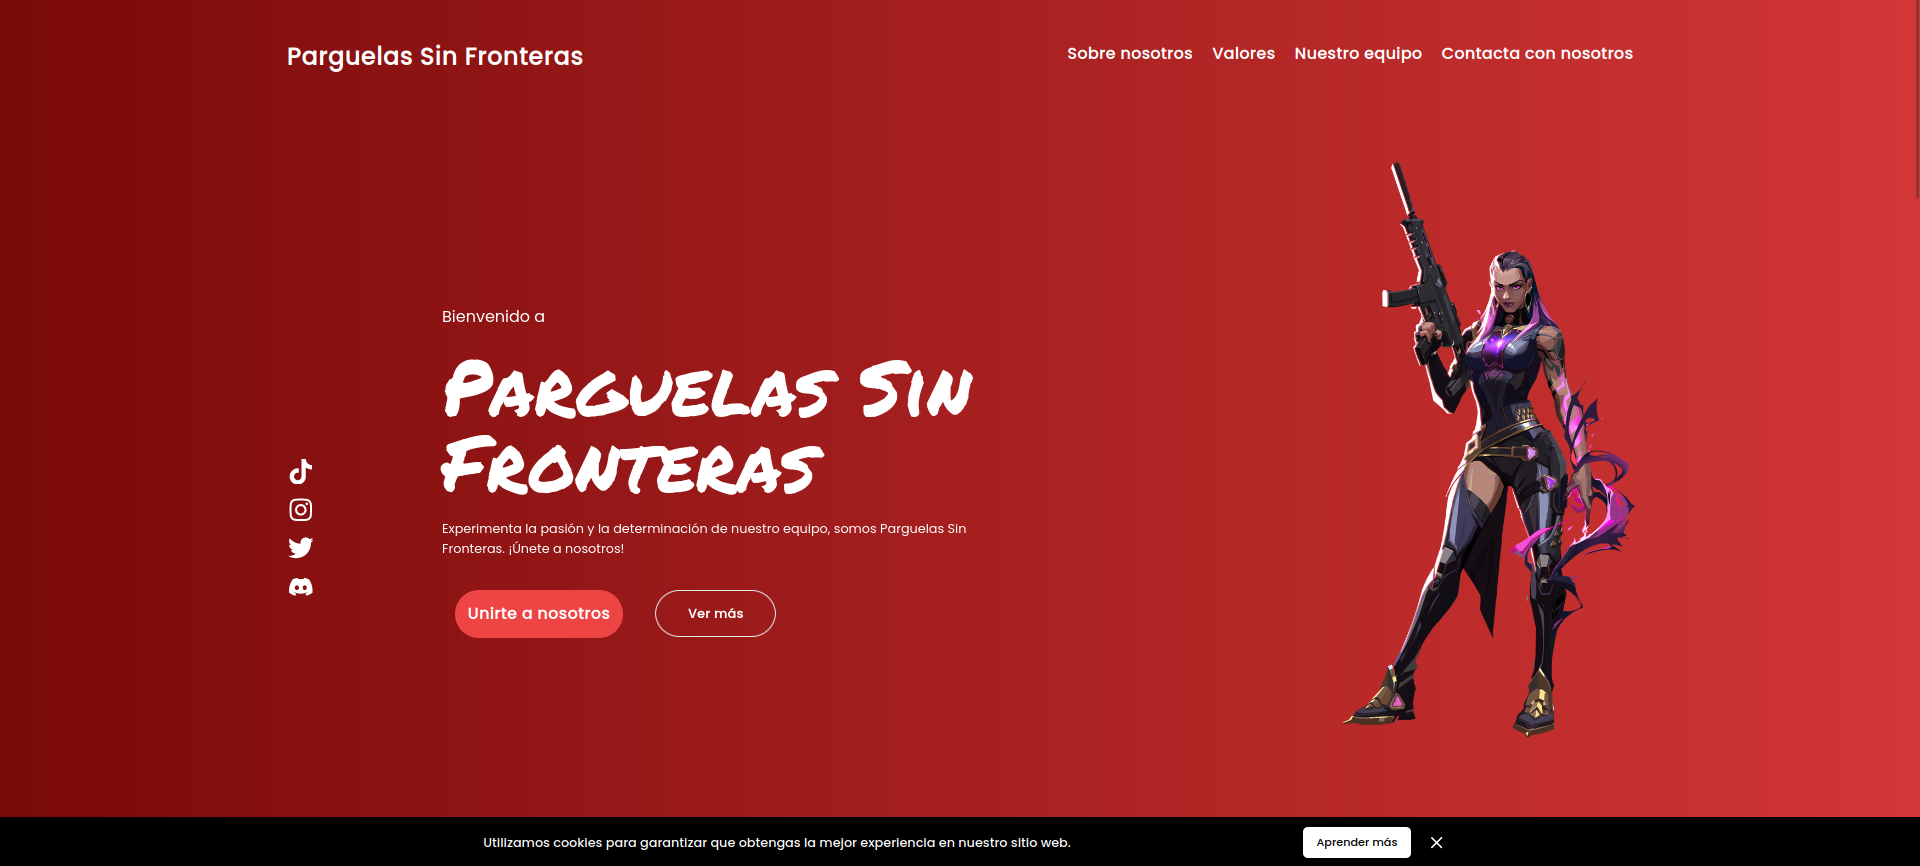 Parguelas Sin Fronteras
Sobre nosotros
Valores
Nuestro equipo
Contacta con nosotros
Bienvenido a
Parguelas Sin
Fronteras
Experimenta la pasión y la determinación de nuestro equipo, somos Parguelas Sin
Fronteras. ¡Únete a nosotros!
Unirte a nosotros
Ver más
Utilizamos cookies para garantizar que obtengas la mejor experiencia en nuestro sitio web.
Aprender más